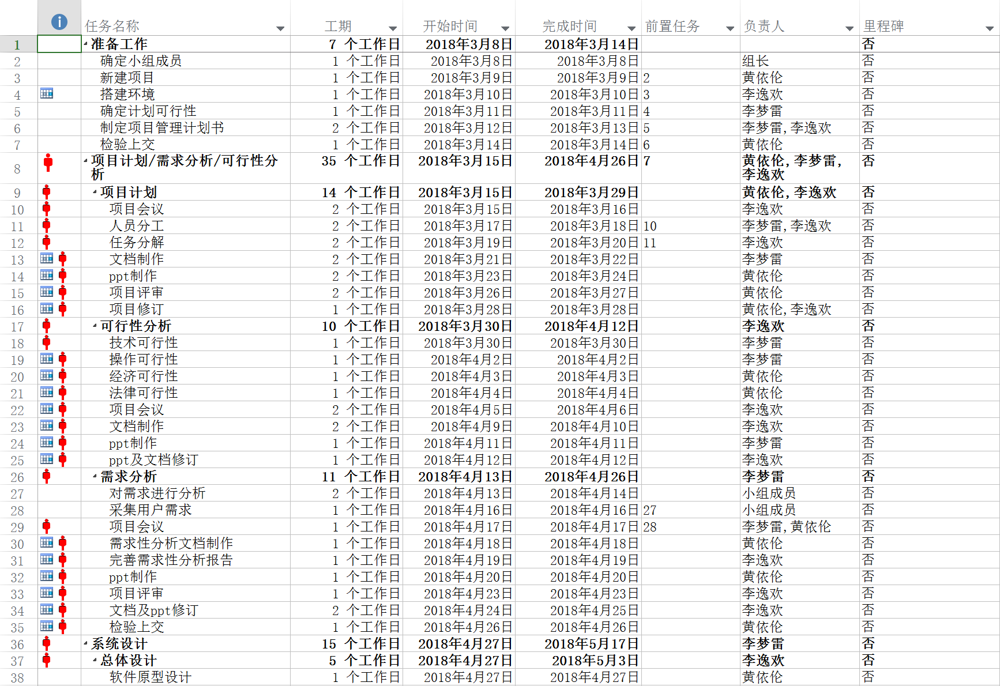 任务名称 工期 开始时间 完成时间 前置任务 负责人 里程碑
1 准备工作 7 个工作日 2018年3月8日 2018年3月14日 否
2 确定小组成员 1 个工作日 2018年3月8日 2018年3月8日 组长 否
3 新建项目 1 个工作日 2018年3月9日 2018年3月9日 2 黄依伦 否
4 搭建环境 1 个工作日 2018年3月10日 2018年3月10日 3 李逸欢 否
5 确定计划可行性 1 个工作日 2018年3月11日 2018年3月11日 4 李梦雷 否
6 制定项目管理计划书 2 个工作日 2018年3月12日 2018年3月13日 5 李梦雷,李逸欢 否
7 检验上交 1 个工作日 2018年3月14日 2018年3月14日 6 黄依伦 否
8 项目计划/需求分析/可行性分 35 个工作日 2018年3月15日 2018年4月26日 7 黄依伦,李梦雷, 否
析 李逸欢
9 项目计划 14 个工作日 2018年3月15日 2018年3月29日 黄依伦,李逸欢 否
10 项目会议 2 个工作日 2018年3月15日 2018年3月16日 李逸欢 否
11 人员分工 2 个工作日 2018年3月17日 2018年3月18日 10 李梦雷,李逸欢 否
12 任务分解 2 个工作日 2018年3月19日 2018年3月20日 11 李逸欢 否
13 文档制作 2 个工作日 2018年3月21日 2018年3月22日 李梦雷 否
14 ppt制作 2 个工作日 2018年3月23日 2018年3月24日 黄依伦 否
15 项目评审 2 个工作日 2018年3月26日 2018年3月27日 黄依伦 否
16 项目修订 1 个工作日 2018年3月28日 2018年3月28日 黄依伦,李逸欢 否
17 可行性分析 10 个工作日 2018年3月30日 2018年4月12日 李逸欢 否
18 技术可行性 1 个工作日 2018年3月30日 2018年3月30日 李梦雷 否
19 操作可行性 1 个工作日 2018年4月2日 2018年4月2日 李梦雷 否
20 经济可行性 1 个工作日 2018年4月3日 2018年4月3日 黄依伦 否
21 法律可行性 1 个工作日 2018年4月4日 2018年4月4日 黄依伦 否
22 项目会议 2 个工作日 2018年4月5日 2018年4月6日 李逸欢 否
23 文档制作 2 个工作日 2018年4月9日 2018年4月10日 李逸欢 否
24 ppt制作 1 个工作日 2018年4月11日 2018年4月11日 李梦雷 否
25 ppt及文档修订 1 个工作日 2018年4月12日 2018年4月12日 李逸欢 否
26 需求分析 11 个工作日 2018年4月13日 2018年4月26日 李梦雷 否
27 对需求进行分析 2 个工作日 2018年4月13日 2018年4月14日 小组成员 否
28 采集用户需求 1 个工作日 2018年4月16日 2018年4月16日 27 小组成员 否
29 项目会议 1 个工作日 2018年4月17日 2018年4月17日 28 李梦雷,黄依伦 否
30 需求性分析文档制作 1 个工作日 2018年4月18日 2018年4月18日 黄依伦 否
31 完善需求性分析报告 1 个工作日 2018年4月19日 2018年4月19日 李逸欢 否
32 ppt制作 1 个工作日 2018年4月20日 2018年4月20日 黄依伦 否
33 项目评审 1 个工作日 2018年4月23日 2018年4月23日 李逸欢 否
34 文档及ppt修订 2 个工作日 2018年4月24日 2018年4月25日 李逸欢 否
35 检验上交 1 个工作日 2018年4月26日 2018年4月26日 黄依伦 否
36 系统设计 15 个工作日 2018年4月27日 2018年5月17日 李梦雷 否
37 总体设计 5 个工作日 2018年4月27日 2018年5月3日 李逸欢 否
38 软件原型设计 1 个工作日 2018年4月27日 2018年4月27日 黄依伦 否